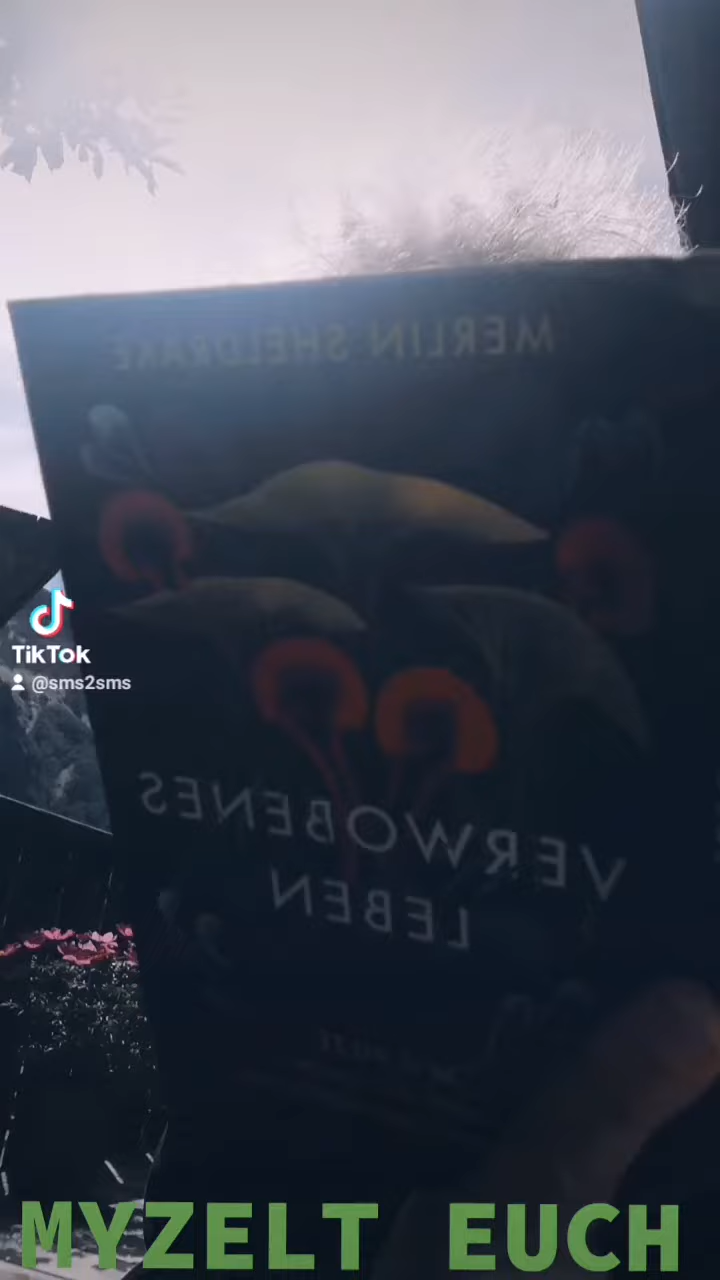 MERLIN SHELDRAKE
TikTok
@sms2sms
VERWOBENES
LEBEN
MYZELT EUCH